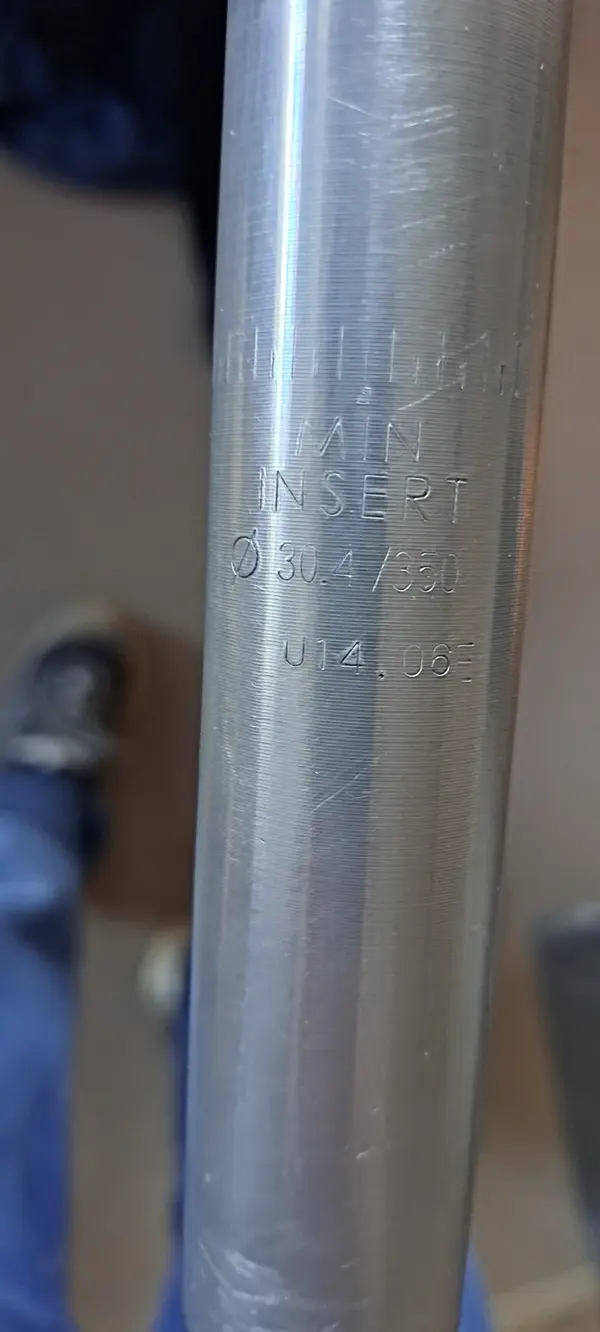 MIN
INSERT
Ø 30.4 /350
U14.06E